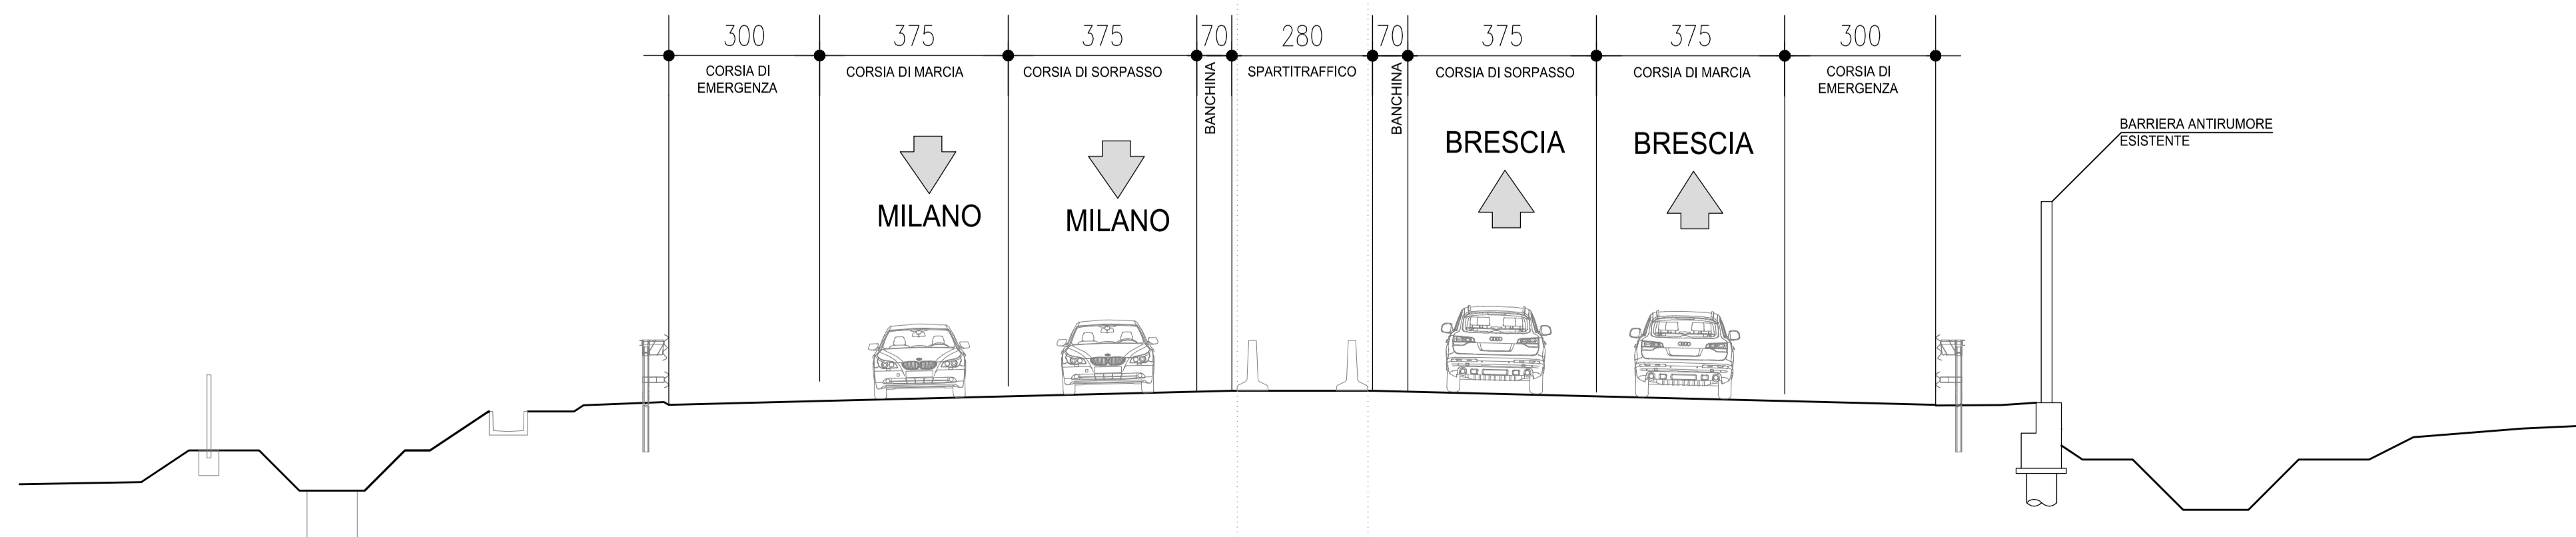 300 375 375 70 280 70 375 375 300
CORSIA DI
EMERGENZA
CORSIA DI MARCIA
CORSIA DI SORPASSO
BANCHINA
SPARTITRAFFICO
BANCHINA
CORSIA DI SORPASSO
CORSIA DI MARCIA
CORSIA DI
EMERGENZA
MILANO
MILANO
BRESCIA
BRESCIA
BARRIERA ANTIRUMORE
ESISTENTE